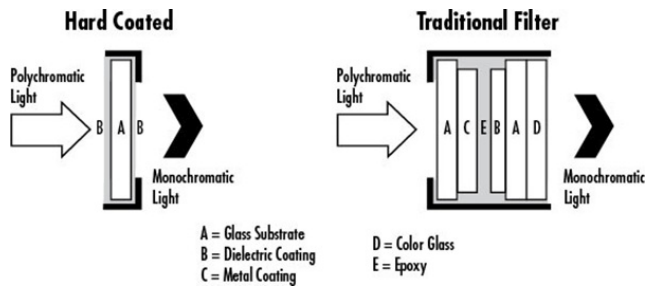 Hard Coated
Traditional Filter
Polychromatic
Light
B
A
B
Monochromatic
Light
Polychromatic
Light
A
C
E
B
A
D
Monochromatic
Light
A = Glass Substrate
B = Dielectric Coating
C = Metal Coating
D = Color Glass
E = Epoxy